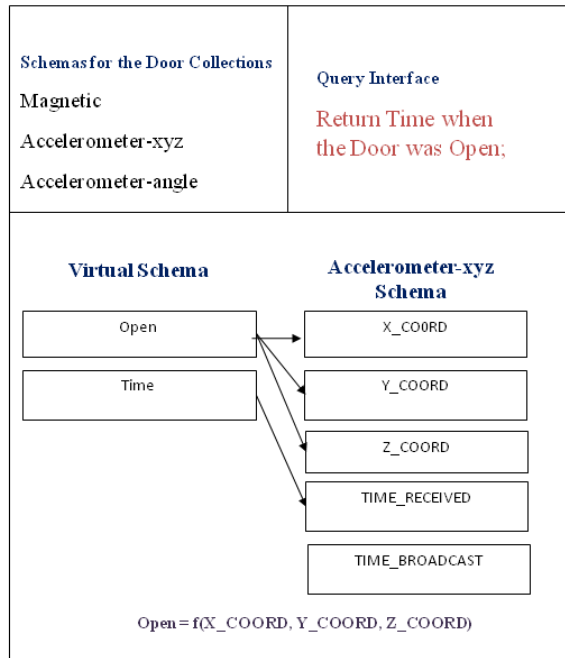 Schemas for the Door Collections
Magnetic
Accelerometer-xyz
Accelerometer-angle
Query Interface
Return Time when
the Door was Open;
Virtual Schema
Accelerometer-xyz
Schema
Open
Time
X_CO0RD
Y_COORD
Z_COORD
TIME_RECEIVED
TIME_BROADCAST
Open = f(X_COORD, Y_COORD, Z_COORD)